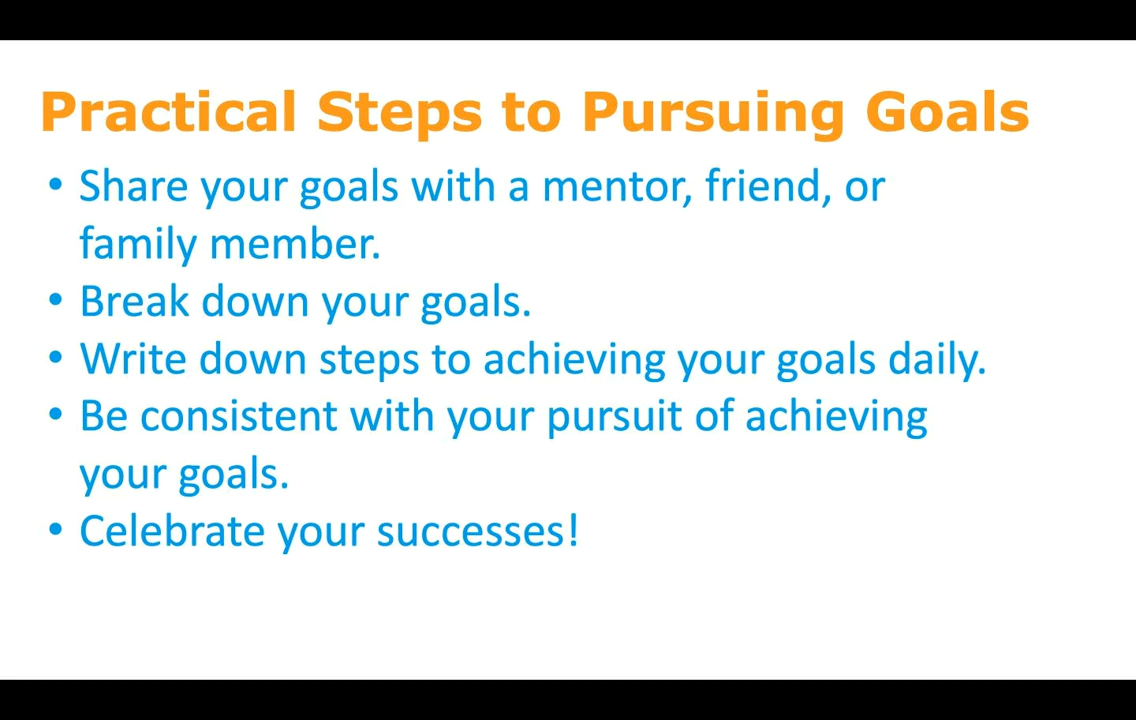 Practical Steps to Pursuing Goals
• Share your goals with a mentor, friend, or
family member.
• Break down your goals.
• Write down steps to achieving your goals daily.
• Be consistent with your pursuit of achieving
your goals.
• Celebrate your successes!